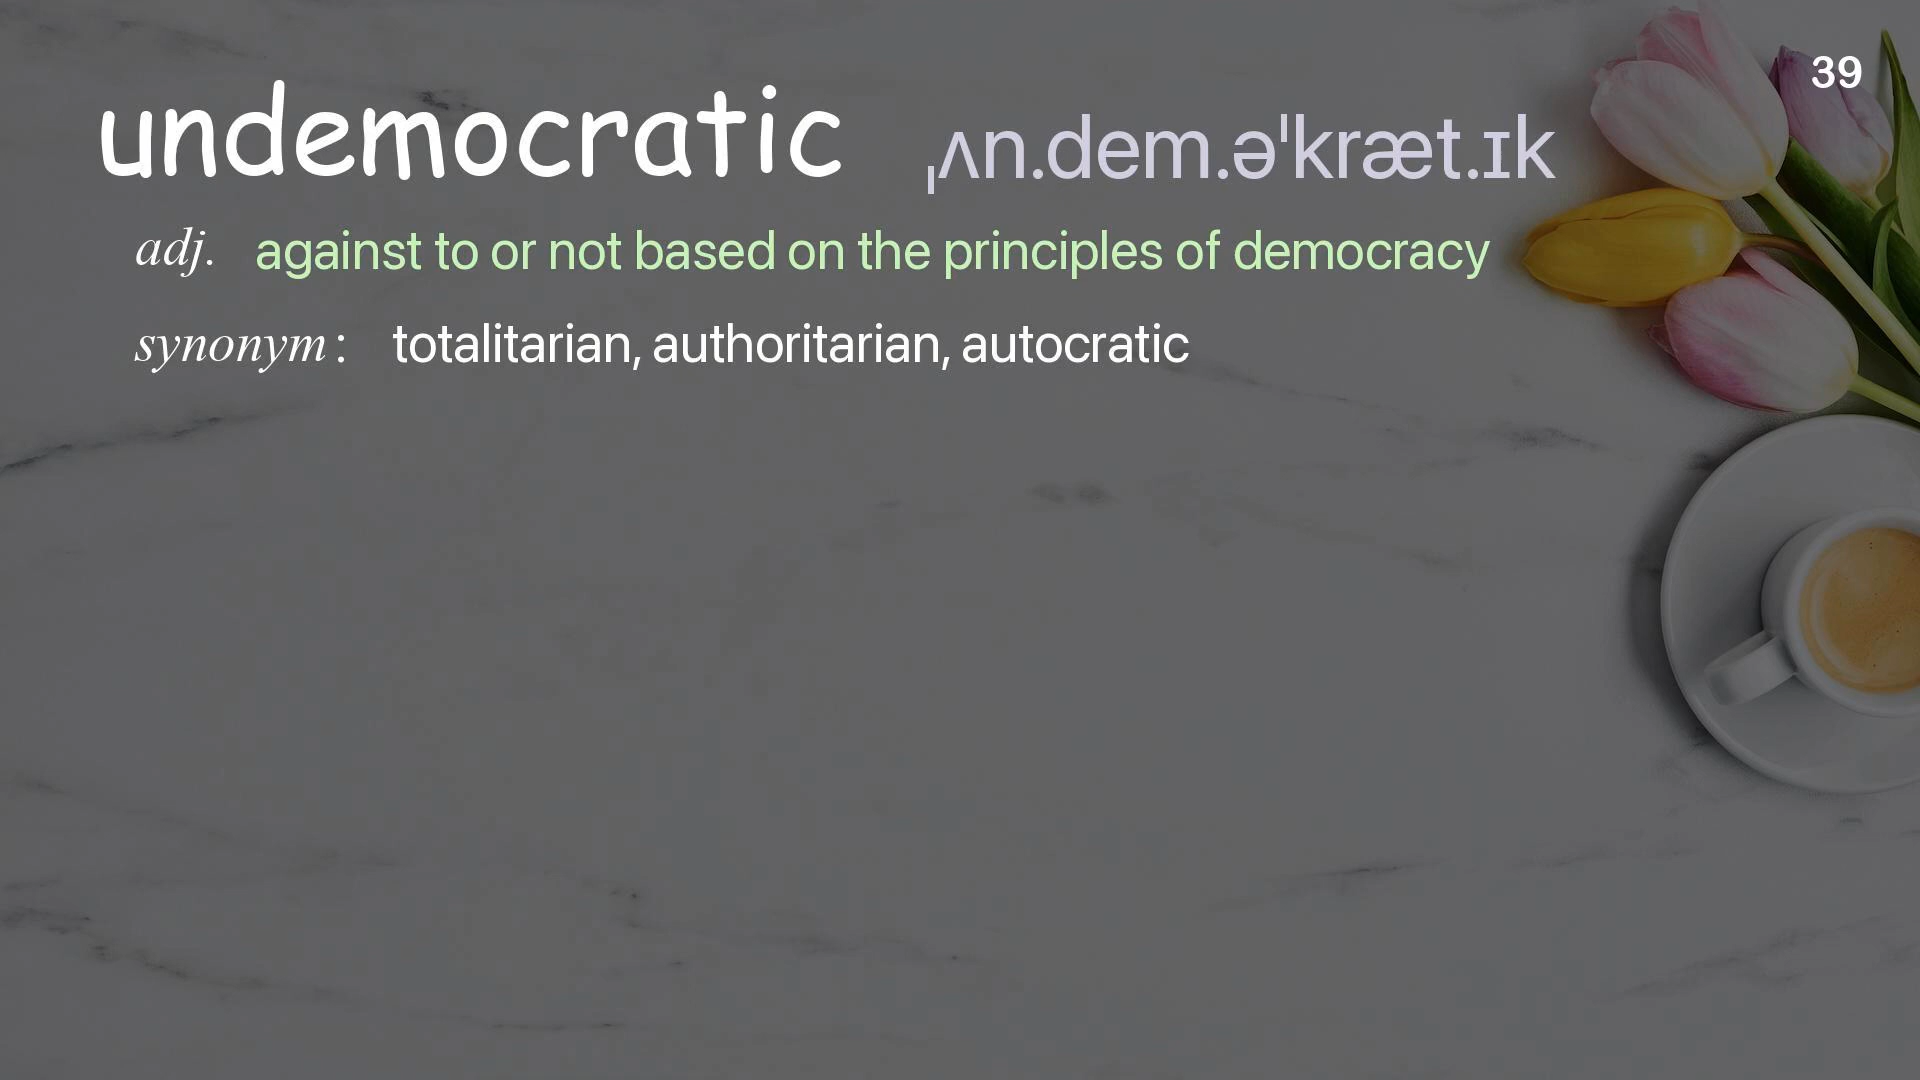 39
undemocratic ˌʌn.dem.əˈkræt.ɪk
adj. against to or not based on the principles of democracy
synonym: totalitarian, authoritarian, autocratic